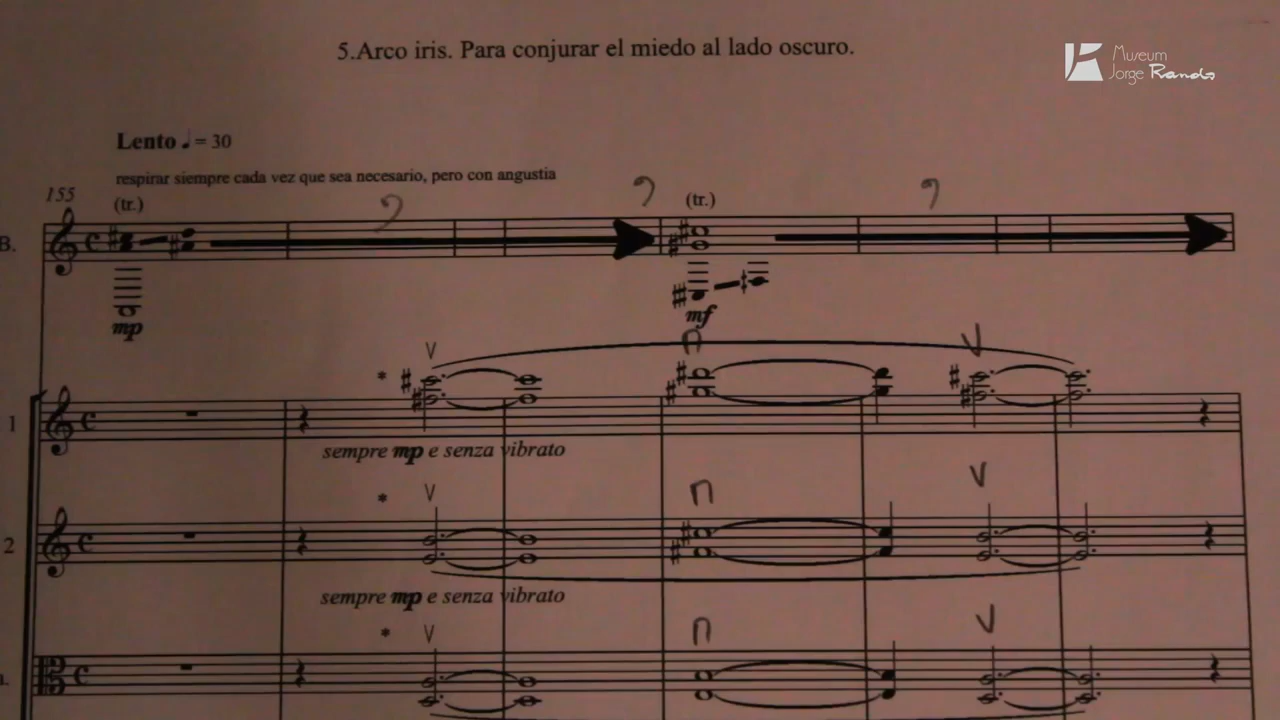 5.Arco iris. Para conjurar el miedo al lado oscuro.
Museum
Jorge Rando
Lento ♩= 30
respirar siempre cada vez que sea necesario, pero con angustia
155
(tr.)
(tr.)
B.
mp
mf
*
1
sempre mp e senza vibrato
*
2
sempre mp e senza vibrato
*